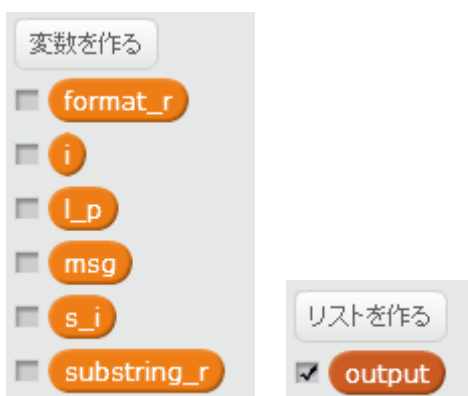 変数を作る
format_r
i
l_p
msg
s_i
substring_r
リストを作る
output